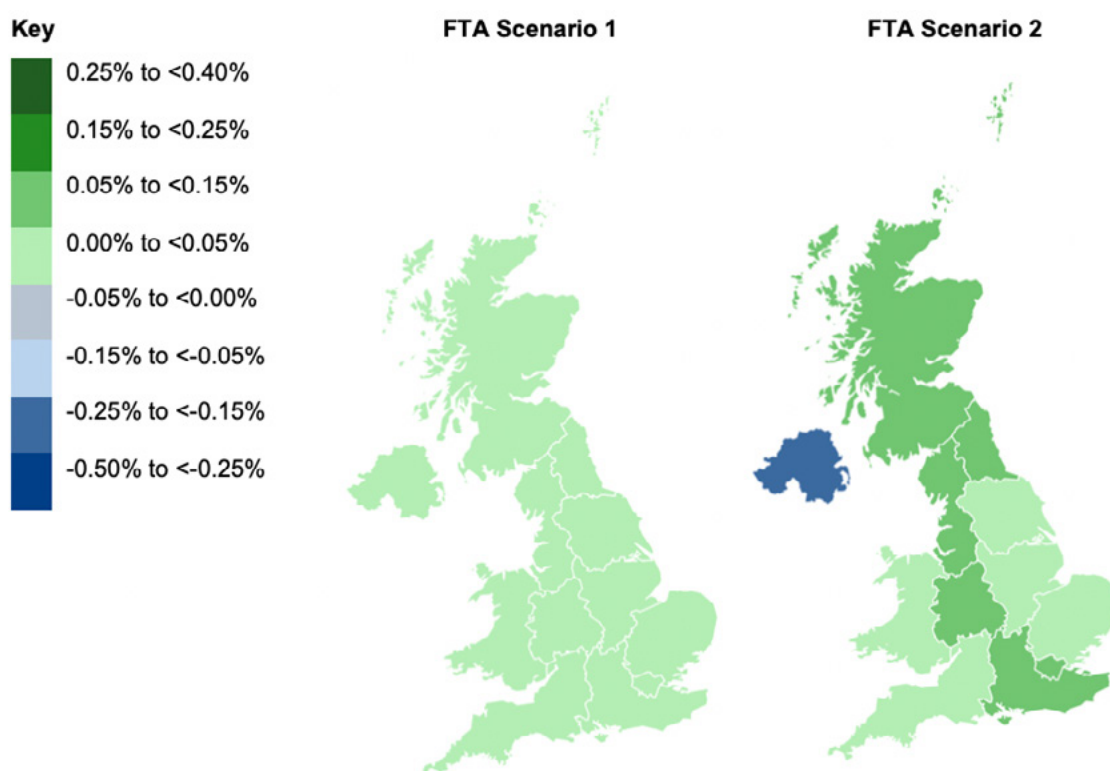 Key
FTA Scenario 1
FTA Scenario 2
0.25% to <0.40%
0.15% to <0.25%
0.05% to <0.15%
0.00% to <0.05%
-0.05% to <0.00%
-0.15% to <-0.05%
-0.25% to <-0.15%
-0.50% to <-0.25%